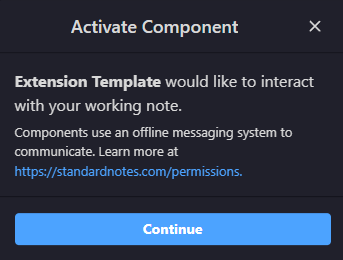 Activate Component
Extension Template would like to interact
with your working note.
Components use an offline messaging system to
communicate. Learn more at
https://standardnotes.com/permissions.
Continue